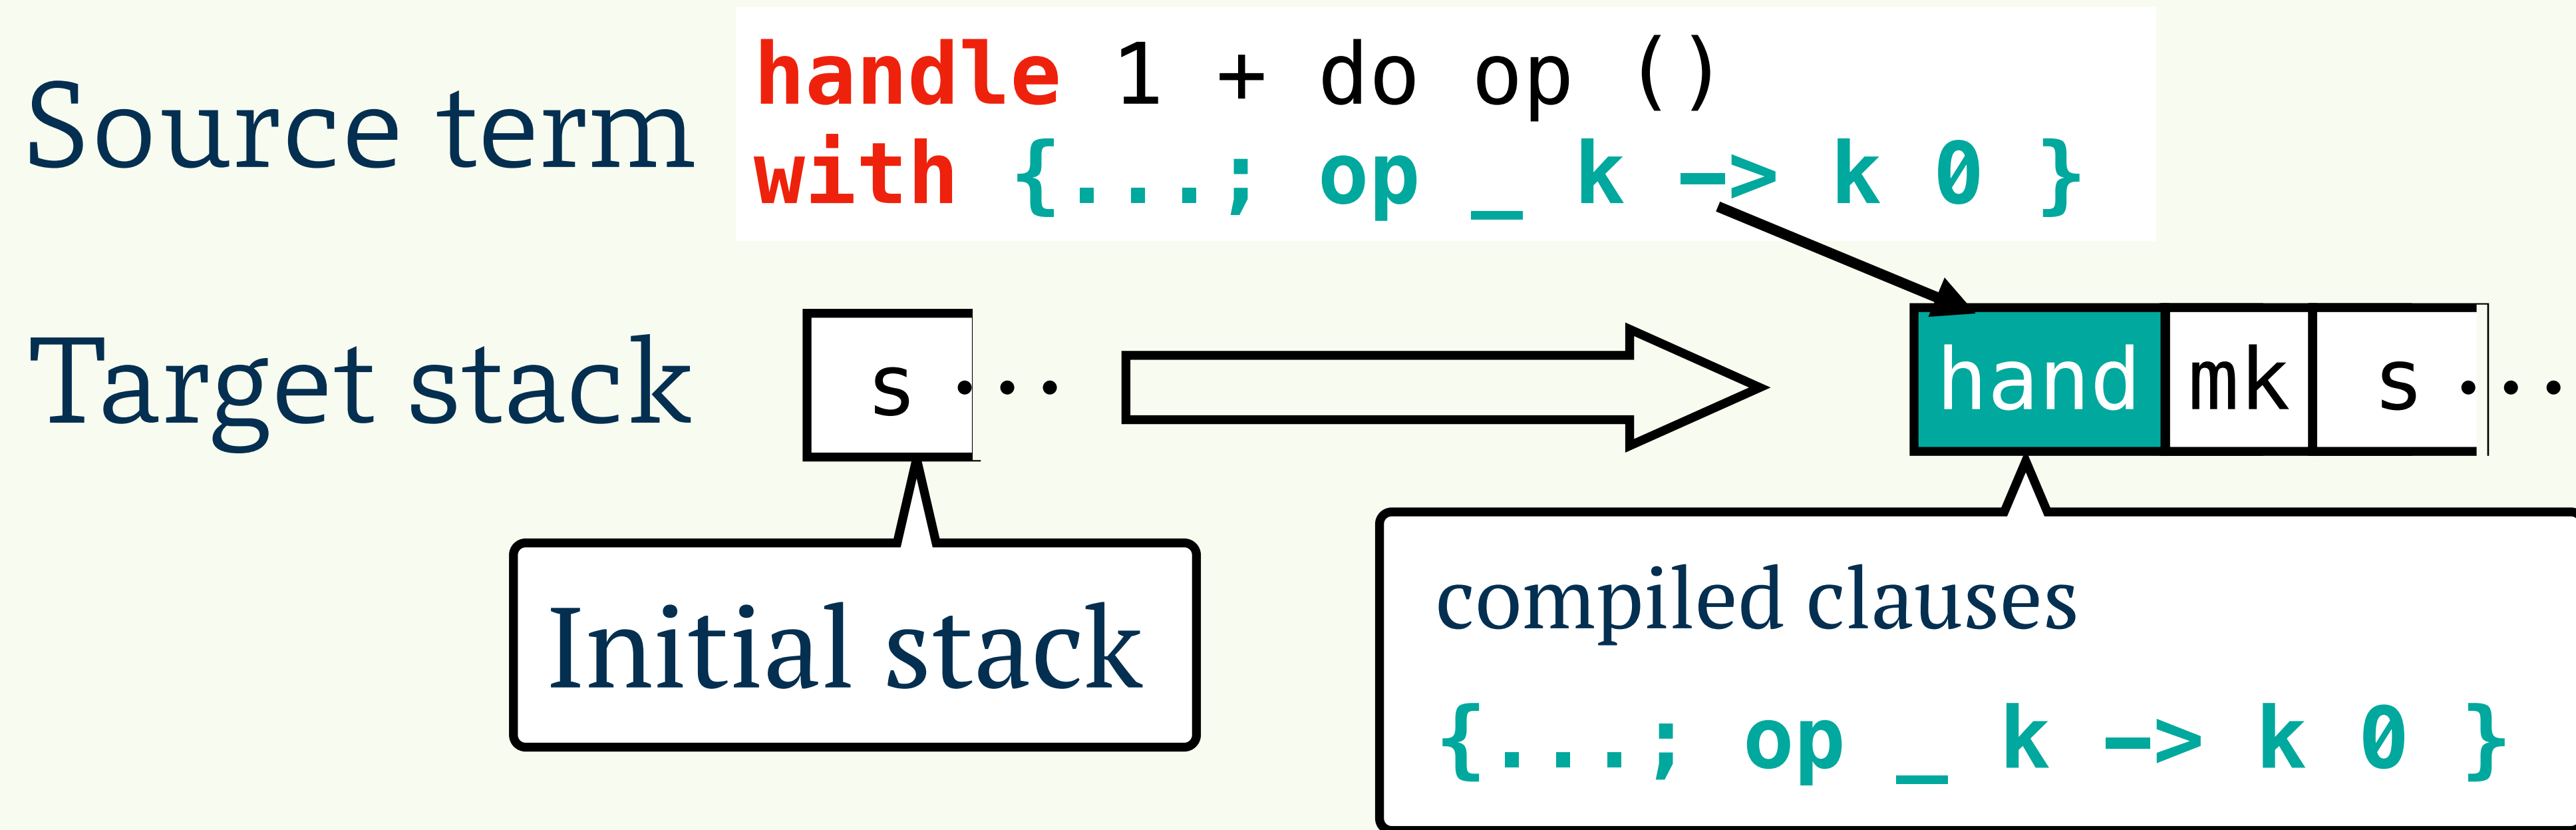 Source term
handle 1 + do op ()
with {...; op _ k -> k 0 }
Target stack
s ...
hand mk s ...
Initial stack
compiled clauses
{...; op _ k -> k 0 }